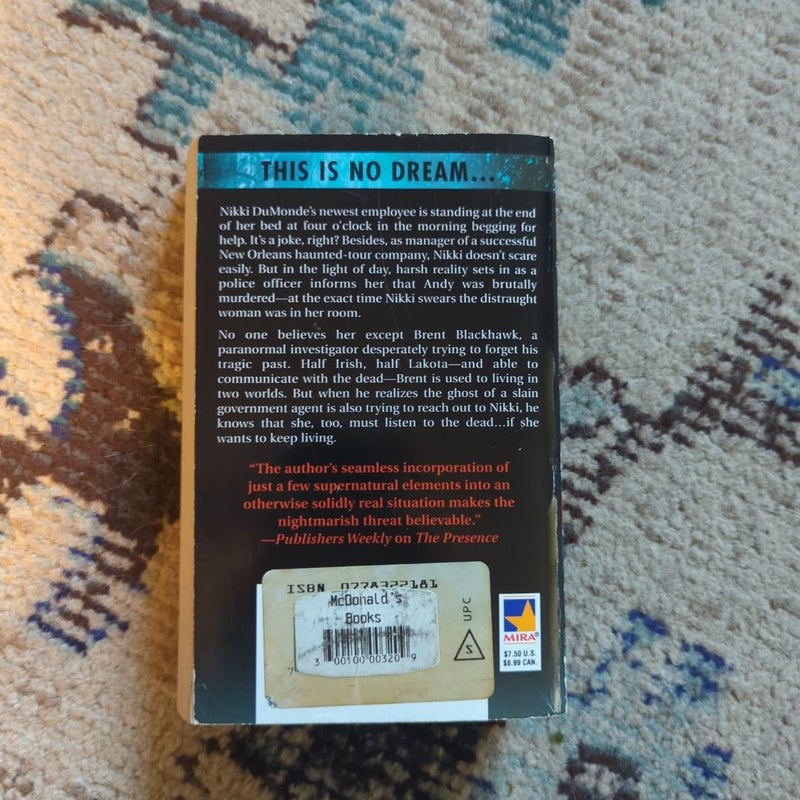 THIS IS NO DREAM...
Nikki DuMonde's newest employee is standing at the end
of her bed at four o'clock in the morning begging for
help. It's a joke, right? Besides, as manager of a successful
New Orleans haunted-tour company, Nikki doesn't scare
easily. But in the light of day, harsh reality sets in as a
police officer informs her that Andy was brutally
murdered—at the exact time Nikki swears the distraught
woman was in her room.
No one believes her except Brent Blackhawk, a
paranormal investigator desperately trying to forget his
tragic past. Half Irish, half Lakota—and able to
communicate with the dead—Brent is used to living in
two worlds. But when he realizes the ghost of a slain
government agent is also trying to reach out to Nikki, he
knows that she, too, must listen to the dead...if she
wants to keep living.
"The author's seamless incorporation of
just a few supernatural elements into an
otherwise solidly real situation makes the
nightmarish threat believable."
—Publishers Weekly on The Presence
ISBN 0778322181
McDonald's
Books
7 3 00100 00320 9
UPC
Z
MIRA®
$7.50 U.S.
$8.99 CAN.